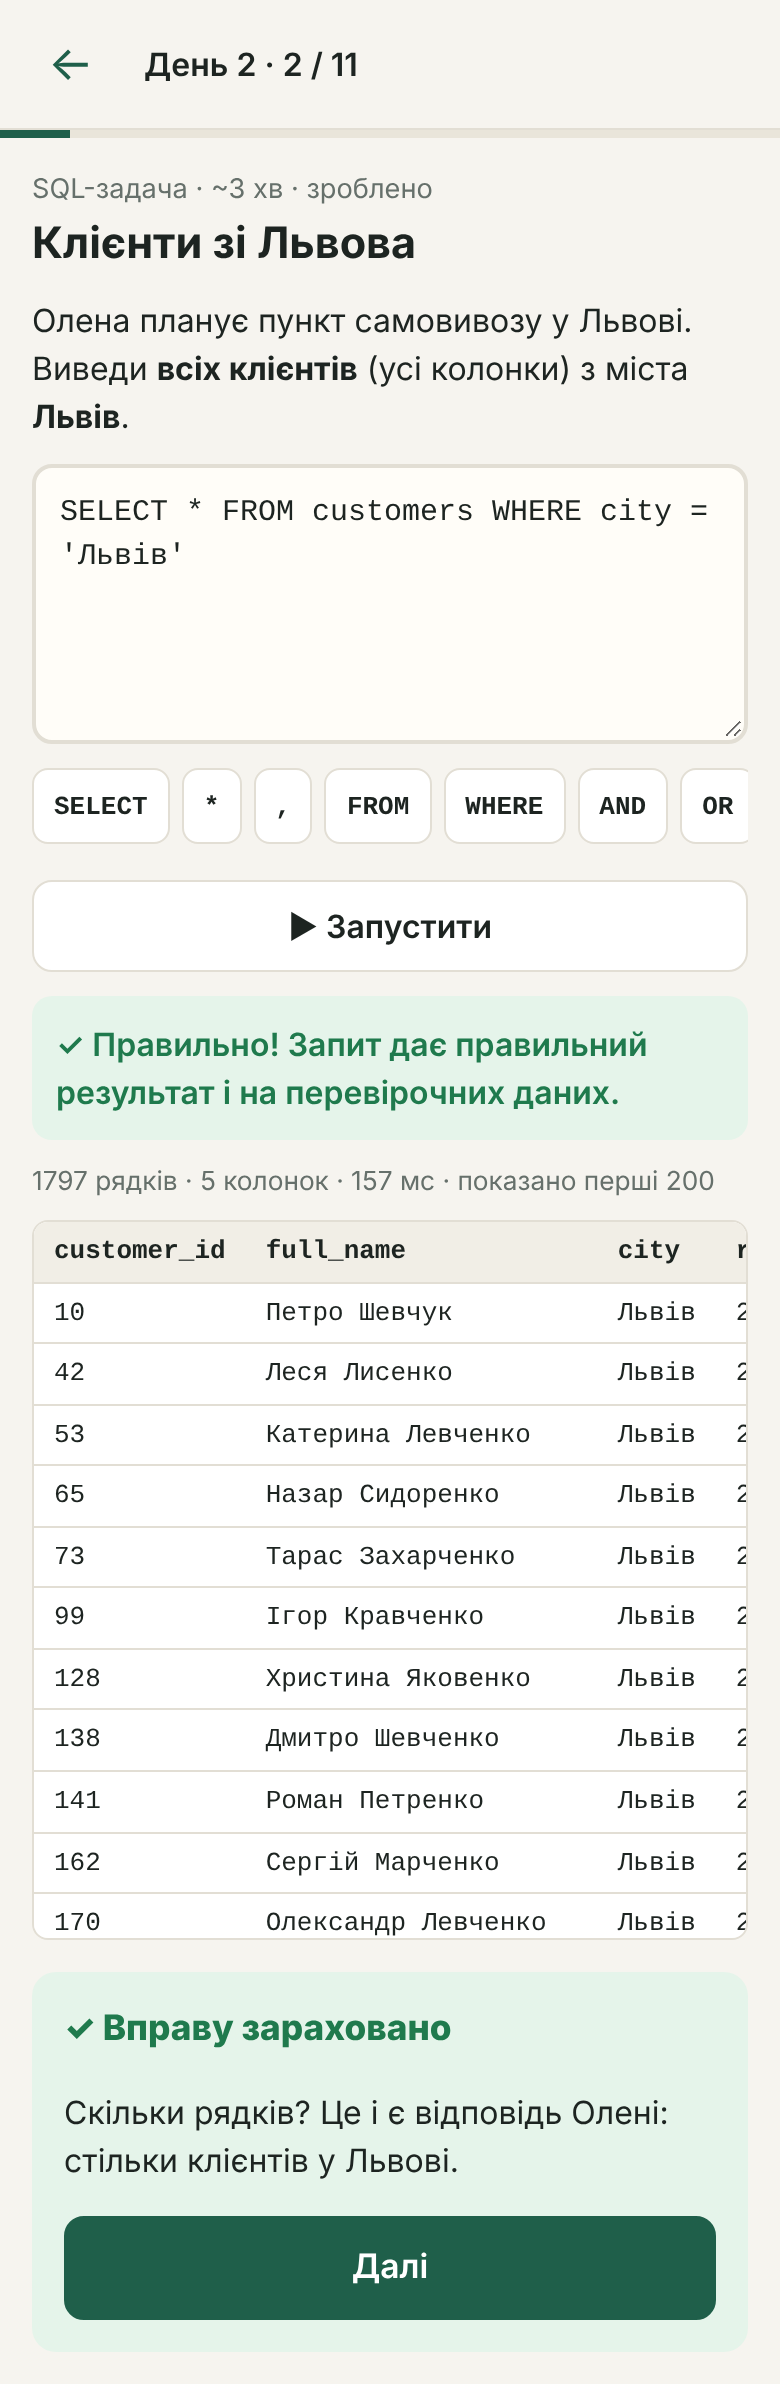 ← День 2 · 2 / 11
SQL-задача · ~3 хв · зроблено
Клієнти зі Львова
Олена планує пункт самовивозу у Львові.
Виведи всіх клієнтів (усі колонки) з міста
Львів.
SELECT * FROM customers WHERE city =
'Львів'
SELECT * , FROM WHERE AND OR
▶ Запустити
✓ Правильно! Запит дає правильний
результат і на перевірочних даних.
1797 рядків · 5 колонок · 157 мс · показано перші 200
customer_id full_name city
10 Петро Шевчук Львів
42 Леся Лисенко Львів
53 Катерина Левченко Львів
65 Назар Сидоренко Львів
73 Тарас Захарченко Львів
99 Ігор Кравченко Львів
128 Христина Яковенко Львів
138 Дмитро Шевченко Львів
141 Роман Петренко Львів
162 Сергій Марченко Львів
170 Олександр Левченко Львів
✓ Вправу зараховано
Скільки рядків? Це і є відповідь Олені:
стільки клієнтів у Львові.
Далі